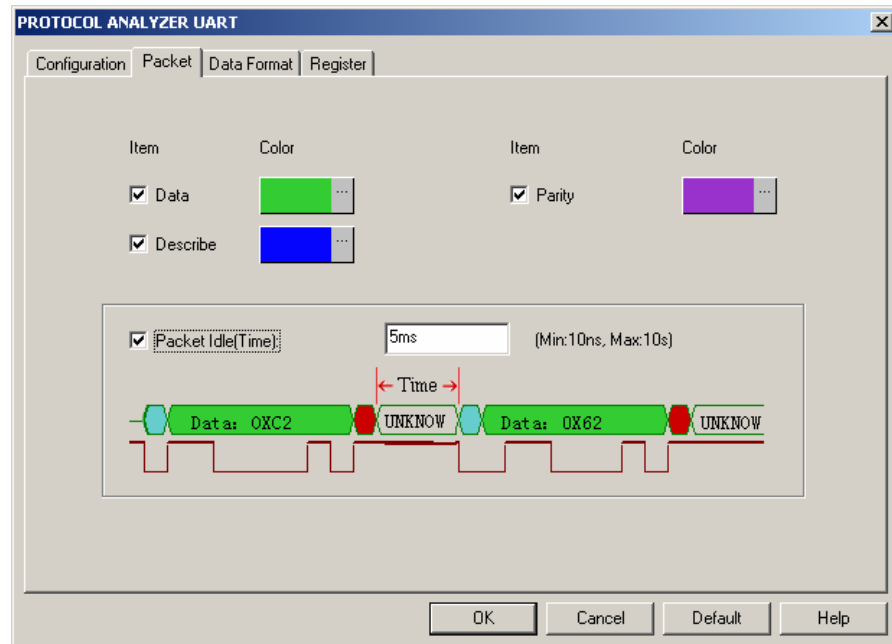 PROTOCOL ANALYZER UART
Configuration Packet Data Format Register
Item Color Item Color
Data ... Parity ...
Describe ...
Packet Idle(Time): 5ms (Min:10ns, Max:10s)
Time
Data: 0XC2 UNKNOW Data: 0X62 UNKNOW
OK Cancel Default Help